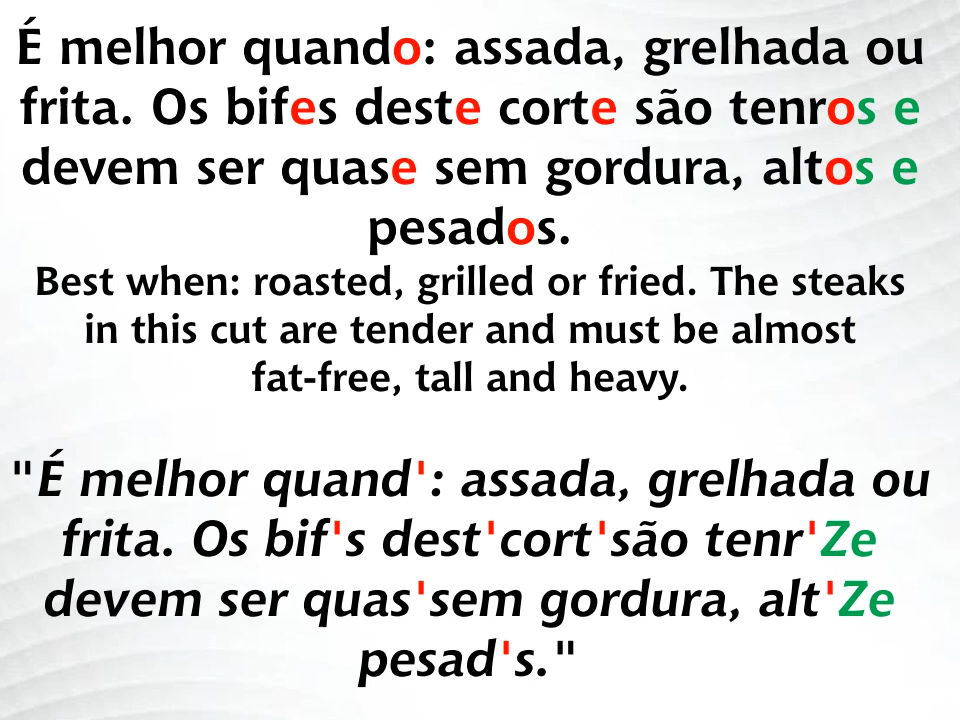 É melhor quando: assada, grelhada ou
frita. Os bifes deste corte são tenros e
devem ser quase sem gordura, altos e
pesados.
Best when: roasted, grilled or fried. The steaks
in this cut are tender and must be almost
fat-free, tall and heavy.
"É melhor quand': assada, grelhada ou
frita. Os bif's dest'cort'são tenr'Ze
devem ser quas'sem gordura, alt'Ze
pesad's."